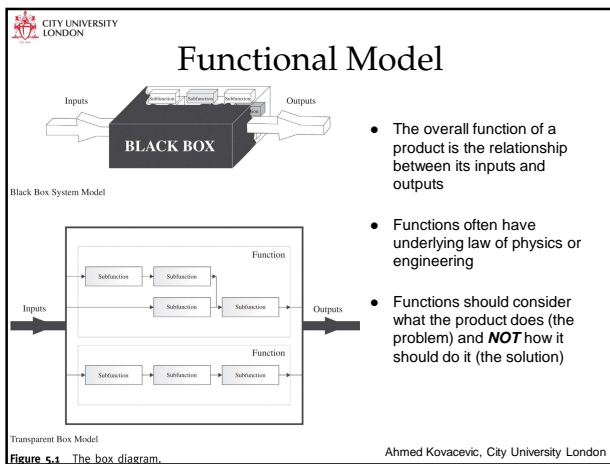 CITY UNIVERSITY
LONDON
Functional Model
Inputs
Subfunction
Subfunction
Subfunction
Outputs
BLACK BOX
Black Box System Model
Function
Subfunction
Subfunction
Subfunction
Subfunction
Inputs
Outputs
Function
Subfunction
Subfunction
Subfunction
Transparent Box Model
Figure 5.1 The box diagram.
● The overall function of a
product is the relationship
between its inputs and
outputs
● Functions often have
underlying law of physics or
engineering
● Functions should consider
what the product does (the
problem) and NOT how it
should do it (the solution)
Ahmed Kovacevic, City University London